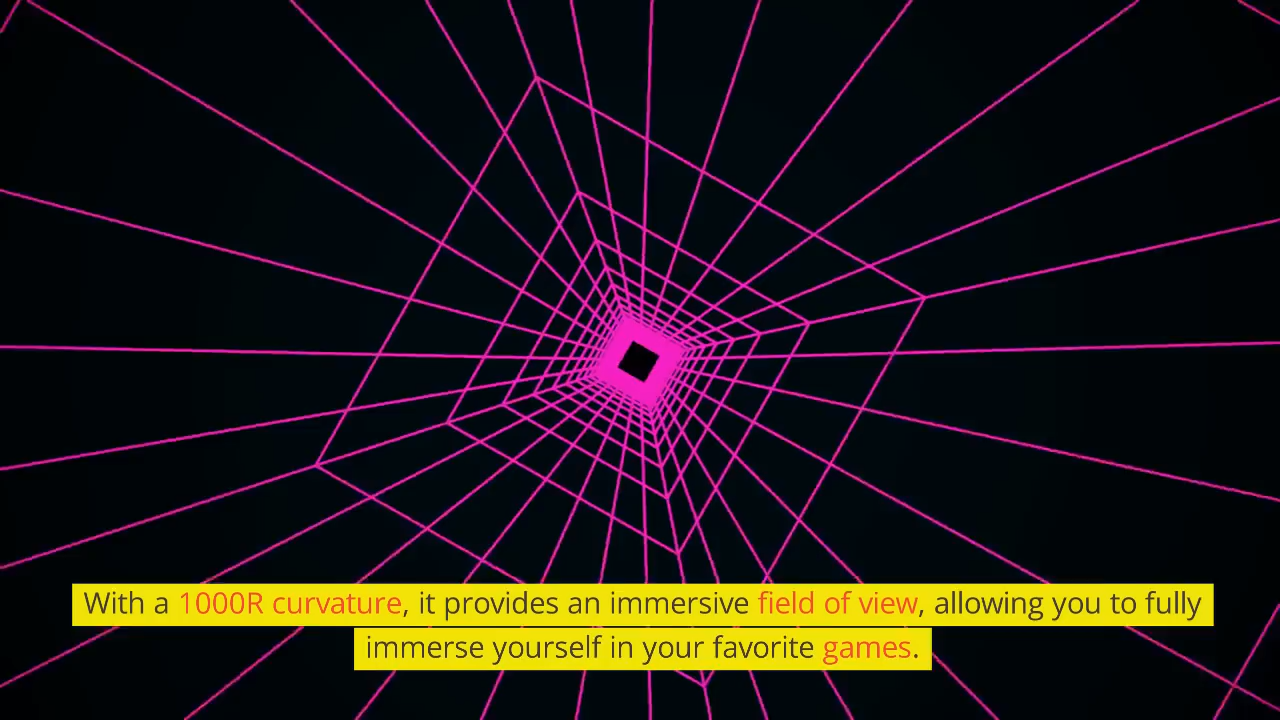 With a 1000R curvature, it provides an immersive field of view, allowing you to fully
immerse yourself in your favorite games.